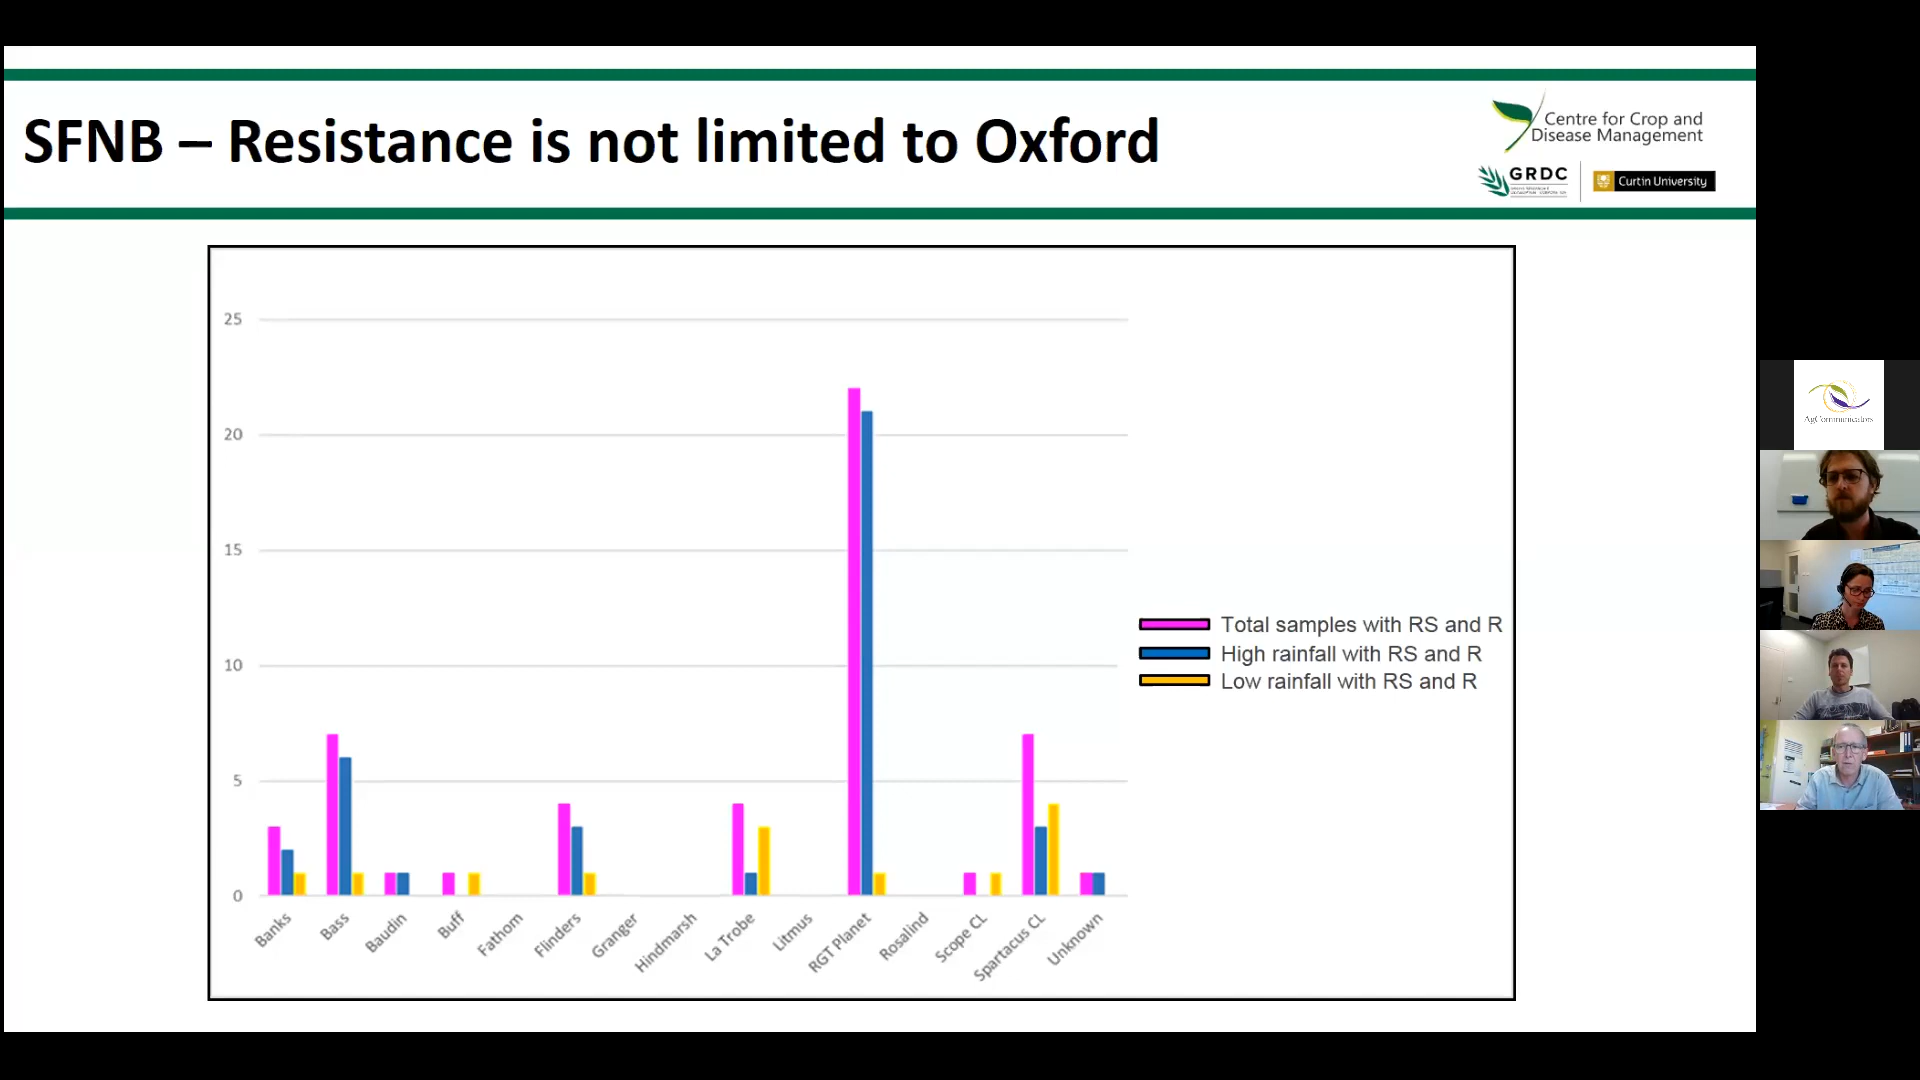 SFNB – Resistance is not limited to Oxford
Centre for Crop and
Disease Management
GRDC
Curtin University
25
20
15
10
5
0
Banks
Bass
Baudin
Buff
Fathom
Flinders
Granger
Hindmarsh
La Trobe
Litmus
RGT Planet
Rosalind
Scope CL
Spartacus CL
Unknown
Total samples with RS and R
High rainfall with RS and R
Low rainfall with RS and R
AgCommunicators